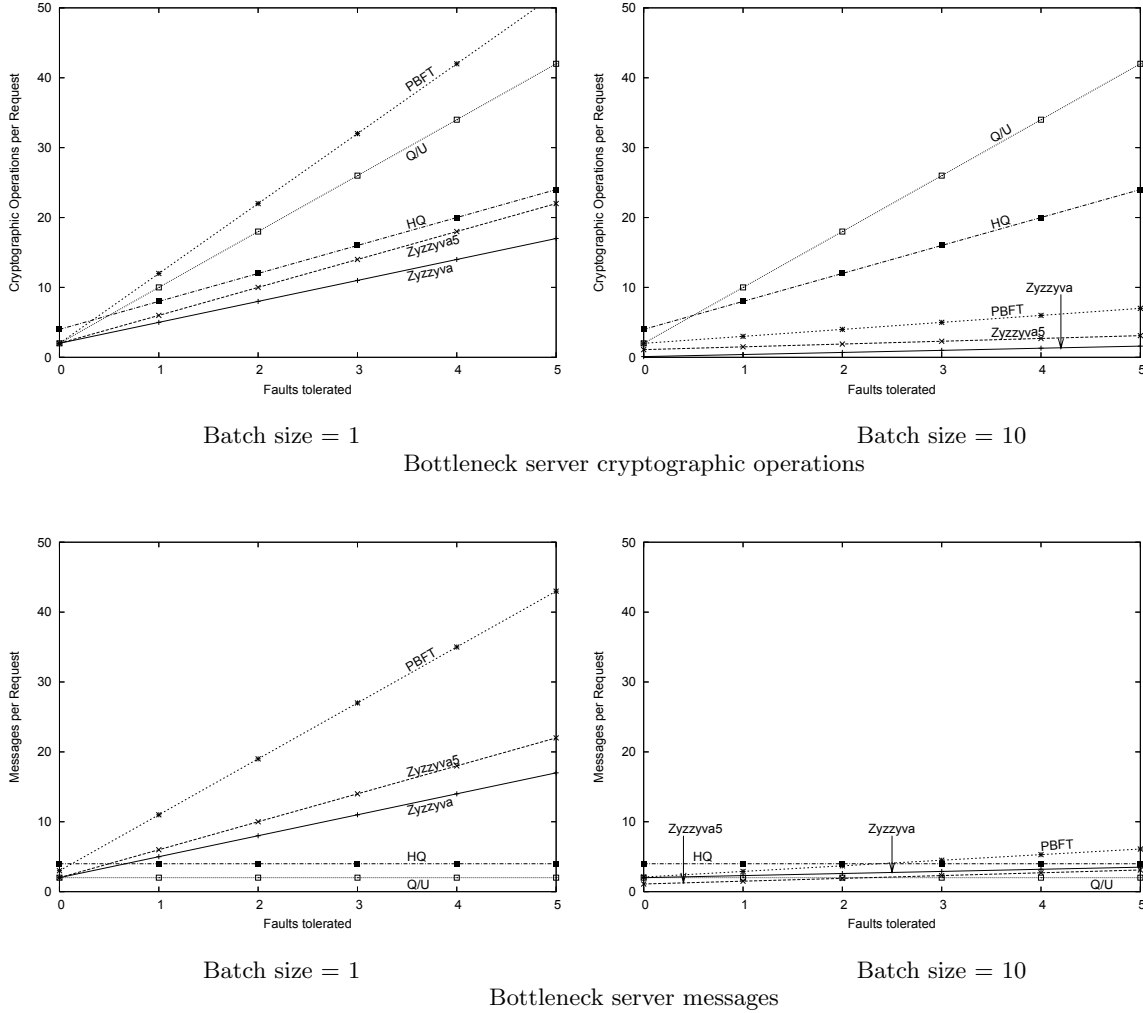 50
40
30
20
10
0
Cryptographic Operations per Request
PBFT
Q/U
HQ
Zyzzyva5
Zyzzyva
0 1 2 3 4 5
Faults tolerated
Batch size = 1
50
40
30
20
10
0
Cryptographic Operations per Request
Q/U
HQ
Zyzzyva
PBFT
Zyzzyva5
0 1 2 3 4 5
Faults tolerated
Batch size = 10
Bottleneck server cryptographic operations
50
40
30
20
10
0
Messages per Request
PBFT
Zyzzyva5
Zyzzyva
HQ
Q/U
0 1 2 3 4 5
Faults tolerated
Batch size = 1
50
40
30
20
10
0
Messages per Request
Zyzzyva5
Zyzzyva
HQ
PBFT
Q/U
0 1 2 3 4 5
Faults tolerated
Batch size = 10
Bottleneck server messages